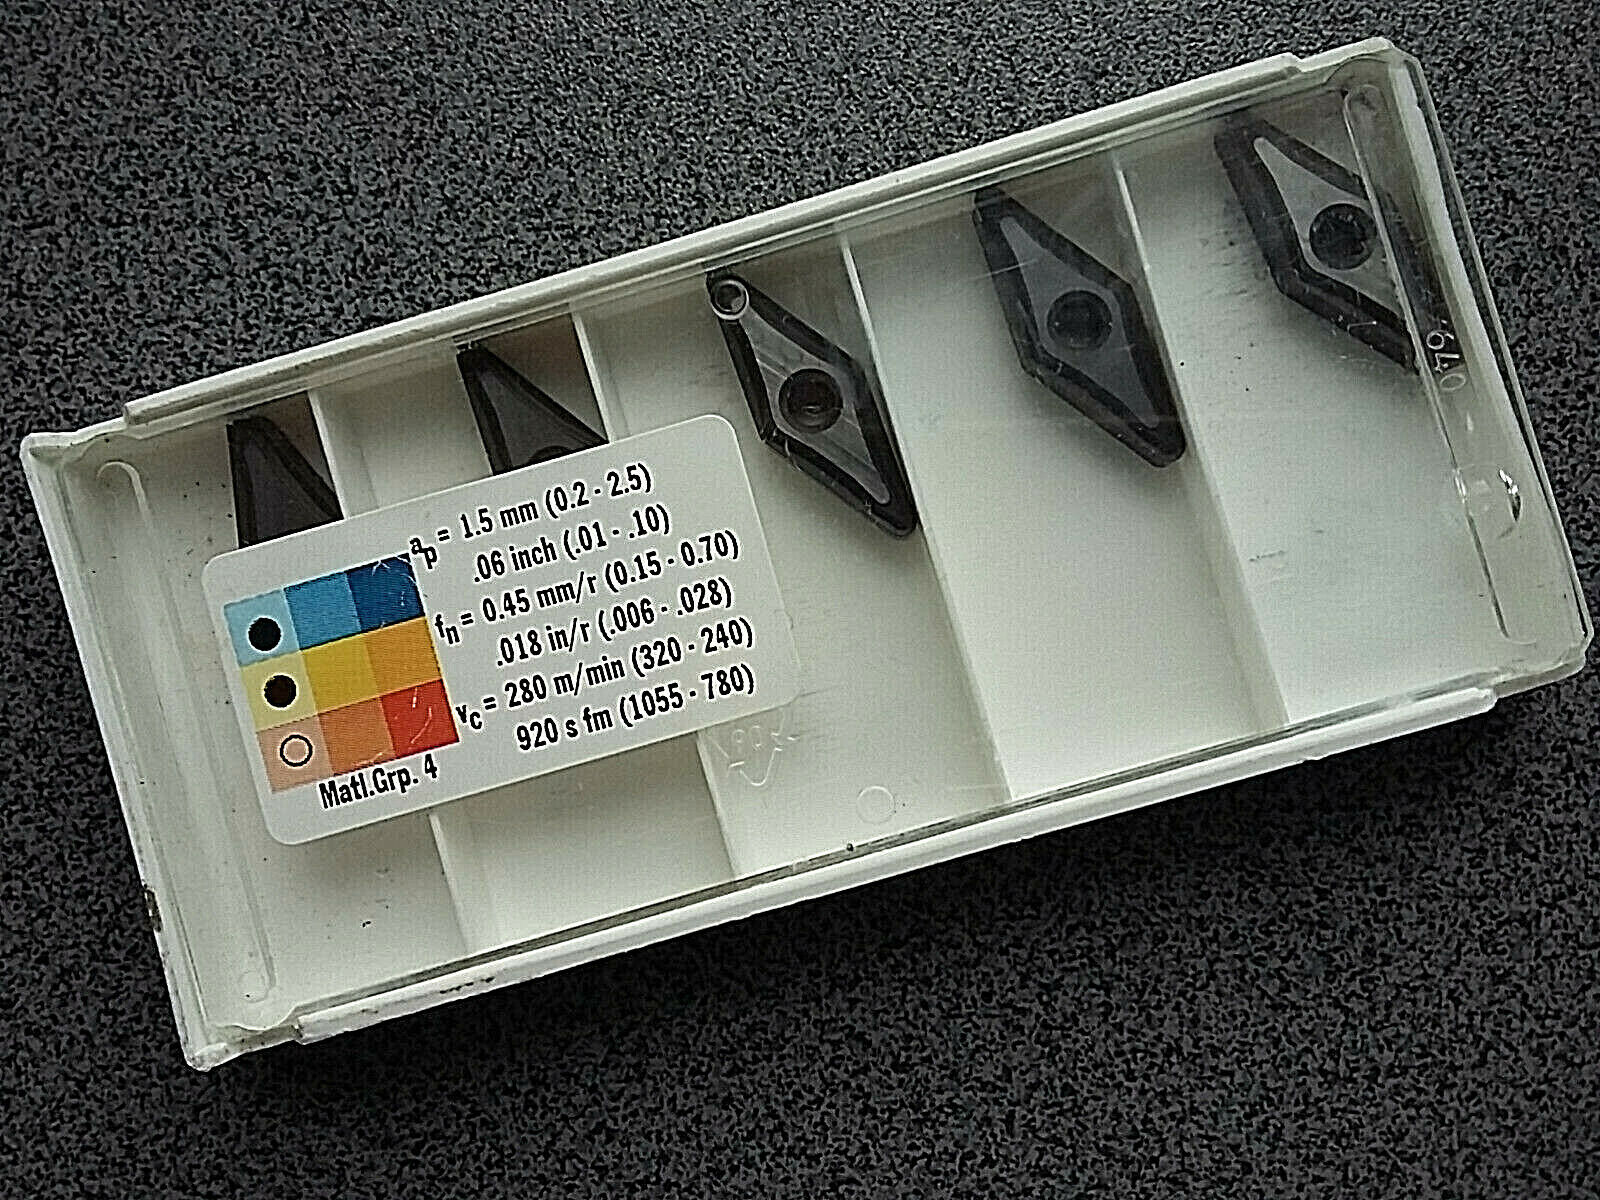 aₚ = 1.5 mm (0.2 - 2.5)
.06 inch (.01 - .10)
fₙ = 0.45 mm/r (0.15 - 0.70)
.018 in/r (.006 - .028)
v꜀ = 280 m/min (320 - 240)
920 s fm (1055 - 780)
Matl.Grp. 4
640